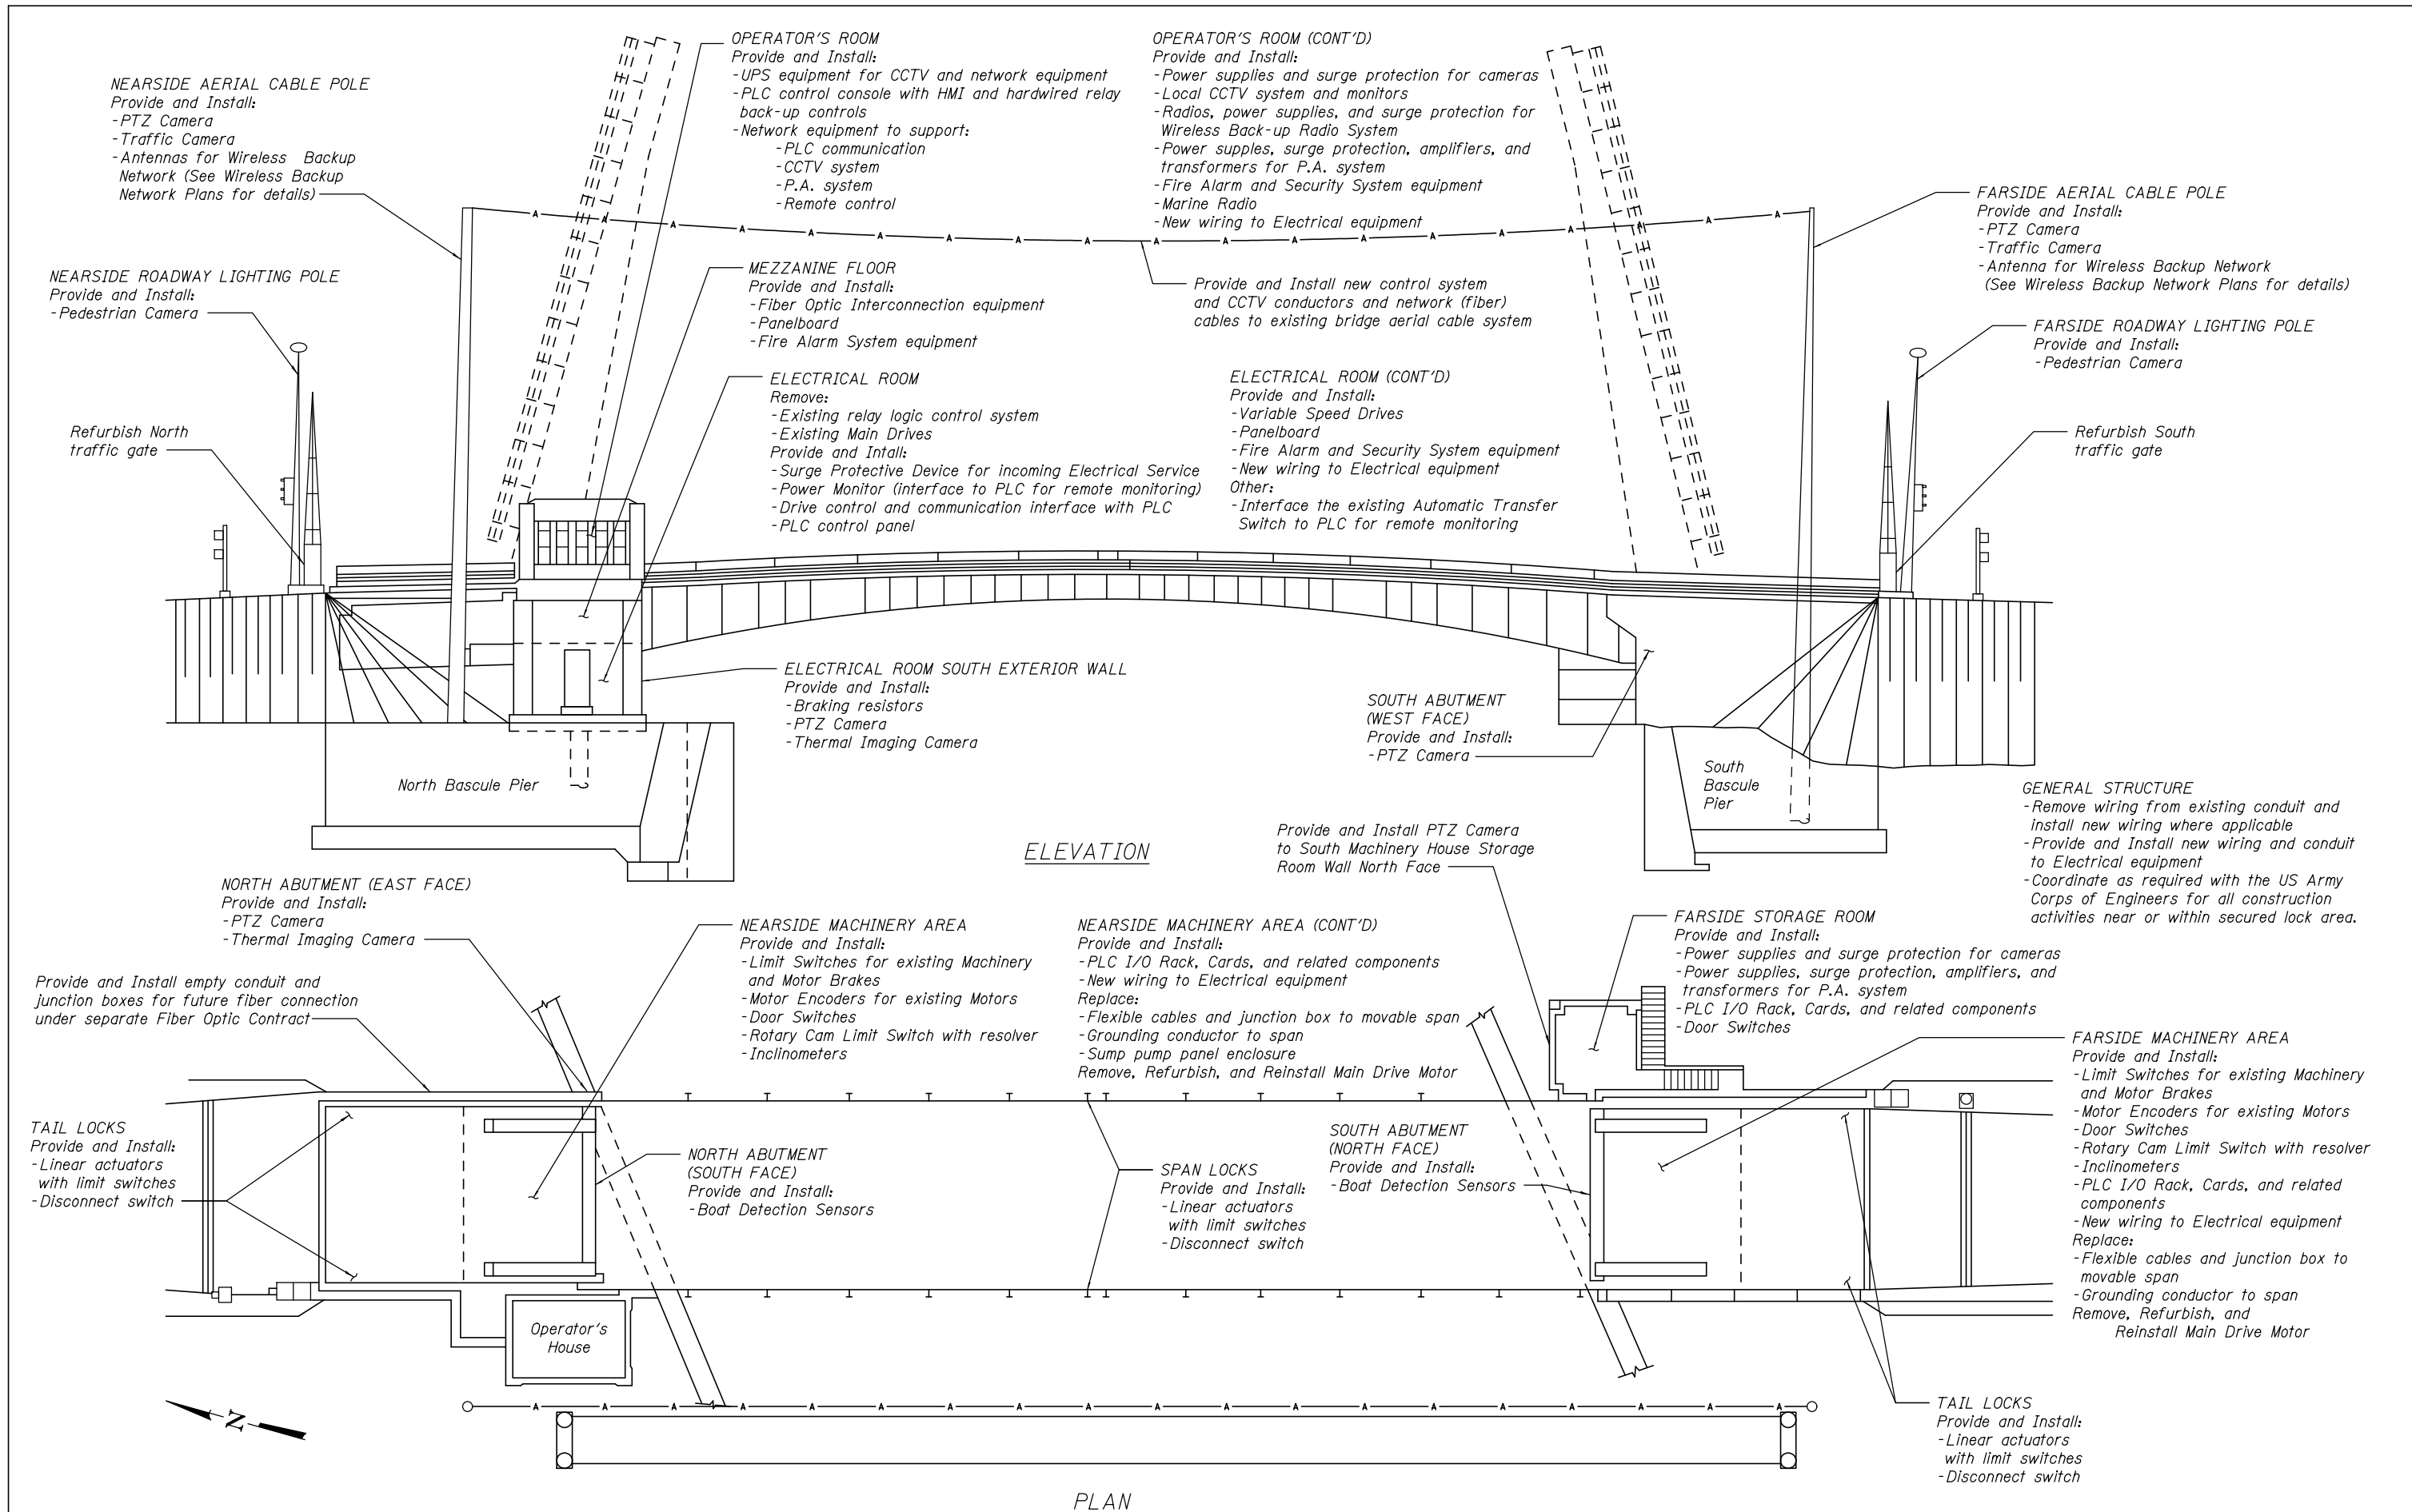 OPERATOR'S ROOM
Provide and Install:
-UPS equipment for CCTV and network equipment
-PLC control console with HMI and hardwired relay
back-up controls
-Network equipment to support:
-PLC communication
-CCTV system
-P.A. system
-Remote control
OPERATOR'S ROOM (CONT'D)
Provide and Install:
-Power supplies and surge protection for cameras
-Local CCTV system and monitors
-Radios, power supplies, and surge protection for
Wireless Back-up Radio System
-Power supples, surge protection, amplifiers, and
transformers for P.A. system
-Fire Alarm and Security System equipment
-Marine Radio
-New wiring to Electrical equipment
NEARSIDE AERIAL CABLE POLE
Provide and Install:
-PTZ Camera
-Traffic Camera
-Antennas for Wireless Backup
Network (See Wireless Backup
Network Plans for details)
FARSIDE AERIAL CABLE POLE
Provide and Install:
-PTZ Camera
-Traffic Camera
-Antenna for Wireless Backup Network
(See Wireless Backup Network Plans for details)
A A A A A A A A A A A A A A A A A A A
NEARSIDE ROADWAY LIGHTING POLE
Provide and Install:
-Pedestrian Camera
MEZZANINE FLOOR
Provide and Install:
-Fiber Optic Interconnection equipment
-Panelboard
-Fire Alarm System equipment
Provide and Install new control system
and CCTV conductors and network (fiber)
cables to existing bridge aerial cable system
FARSIDE ROADWAY LIGHTING POLE
Provide and Install:
-Pedestrian Camera
Refurbish North
traffic gate
ELECTRICAL ROOM
Remove:
-Existing relay logic control system
-Existing Main Drives
Provide and Intall:
-Surge Protective Device for incoming Electrical Service
-Power Monitor (interface to PLC for remote monitoring)
-Drive control and communication interface with PLC
-PLC control panel
ELECTRICAL ROOM (CONT'D)
Provide and Install:
-Variable Speed Drives
-Panelboard
-Fire Alarm and Security System equipment
-New wiring to Electrical equipment
Other:
-Interface the existing Automatic Transfer
Switch to PLC for remote monitoring
Refurbish South
traffic gate
ELECTRICAL ROOM SOUTH EXTERIOR WALL
Provide and Install:
-Braking resistors
-PTZ Camera
-Thermal Imaging Camera
SOUTH ABUTMENT
(WEST FACE)
Provide and Install:
-PTZ Camera
North Bascule Pier
South
Bascule
Pier
GENERAL STRUCTURE
-Remove wiring from existing conduit and
install new wiring where applicable
-Provide and Install new wiring and conduit
to Electrical equipment
-Coordinate as required with the US Army
Corps of Engineers for all construction
activities near or within secured lock area.
ELEVATION
Provide and Install PTZ Camera
to South Machinery House Storage
Room Wall North Face
NORTH ABUTMENT (EAST FACE)
Provide and Install:
-PTZ Camera
-Thermal Imaging Camera
NEARSIDE MACHINERY AREA
Provide and Install:
-Limit Switches for existing Machinery
and Motor Brakes
-Motor Encoders for existing Motors
-Door Switches
-Rotary Cam Limit Switch with resolver
-Inclinometers
NEARSIDE MACHINERY AREA (CONT'D)
Provide and Install:
-PLC I/O Rack, Cards, and related components
-New wiring to Electrical equipment
Replace:
-Flexible cables and junction box to movable span
-Grounding conductor to span
-Sump pump panel enclosure
Remove, Refurbish, and Reinstall Main Drive Motor
FARSIDE STORAGE ROOM
Provide and Install:
-Power supplies and surge protection for cameras
-Power supplies, surge protection, amplifiers, and
transformers for P.A. system
-PLC I/O Rack, Cards, and related components
-Door Switches
Provide and Install empty conduit and
junction boxes for future fiber connection
under separate Fiber Optic Contract
FARSIDE MACHINERY AREA
Provide and Install:
-Limit Switches for existing Machinery
and Motor Brakes
-Motor Encoders for existing Motors
-Door Switches
-Rotary Cam Limit Switch with resolver
-Inclinometers
-PLC I/O Rack, Cards, and related
components
-New wiring to Electrical equipment
Replace:
-Flexible cables and junction box to
movable span
-Grounding conductor to span
Remove, Refurbish, and
Reinstall Main Drive Motor
TAIL LOCKS
Provide and Install:
-Linear actuators
with limit switches
-Disconnect switch
NORTH ABUTMENT
(SOUTH FACE)
Provide and Install:
-Boat Detection Sensors
SPAN LOCKS
Provide and Install:
-Linear actuators
with limit switches
-Disconnect switch
SOUTH ABUTMENT
(NORTH FACE)
Provide and Install:
-Boat Detection Sensors
Operator's
House
N
A A A A A A A A A A A A A A A A A A A
TAIL LOCKS
Provide and Install:
-Linear actuators
with limit switches
-Disconnect switch
PLAN